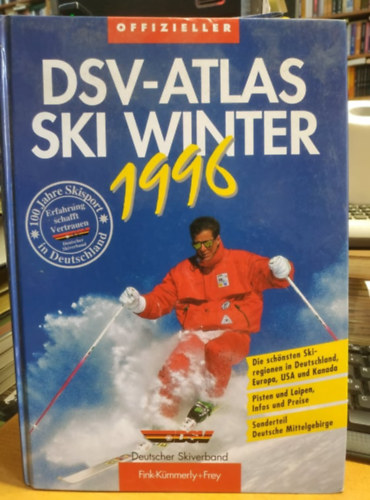 OFFIZIELLER
DSV-ATLAS
SKI WINTER
1996
100 Jahre Skisport
Erfahrung
schafft
Vertrauen
Deutscher
Skiverband
in Deutschland
Die schönsten Ski-
regionen in Deutschland,
Europa, USA und Kanada
Pisten und Loipen,
Infos und Preise
Sonderteil
Deutsche Mittelgebirge
DSV
Deutscher Skiverband
Fink-Kümmerly+Frey